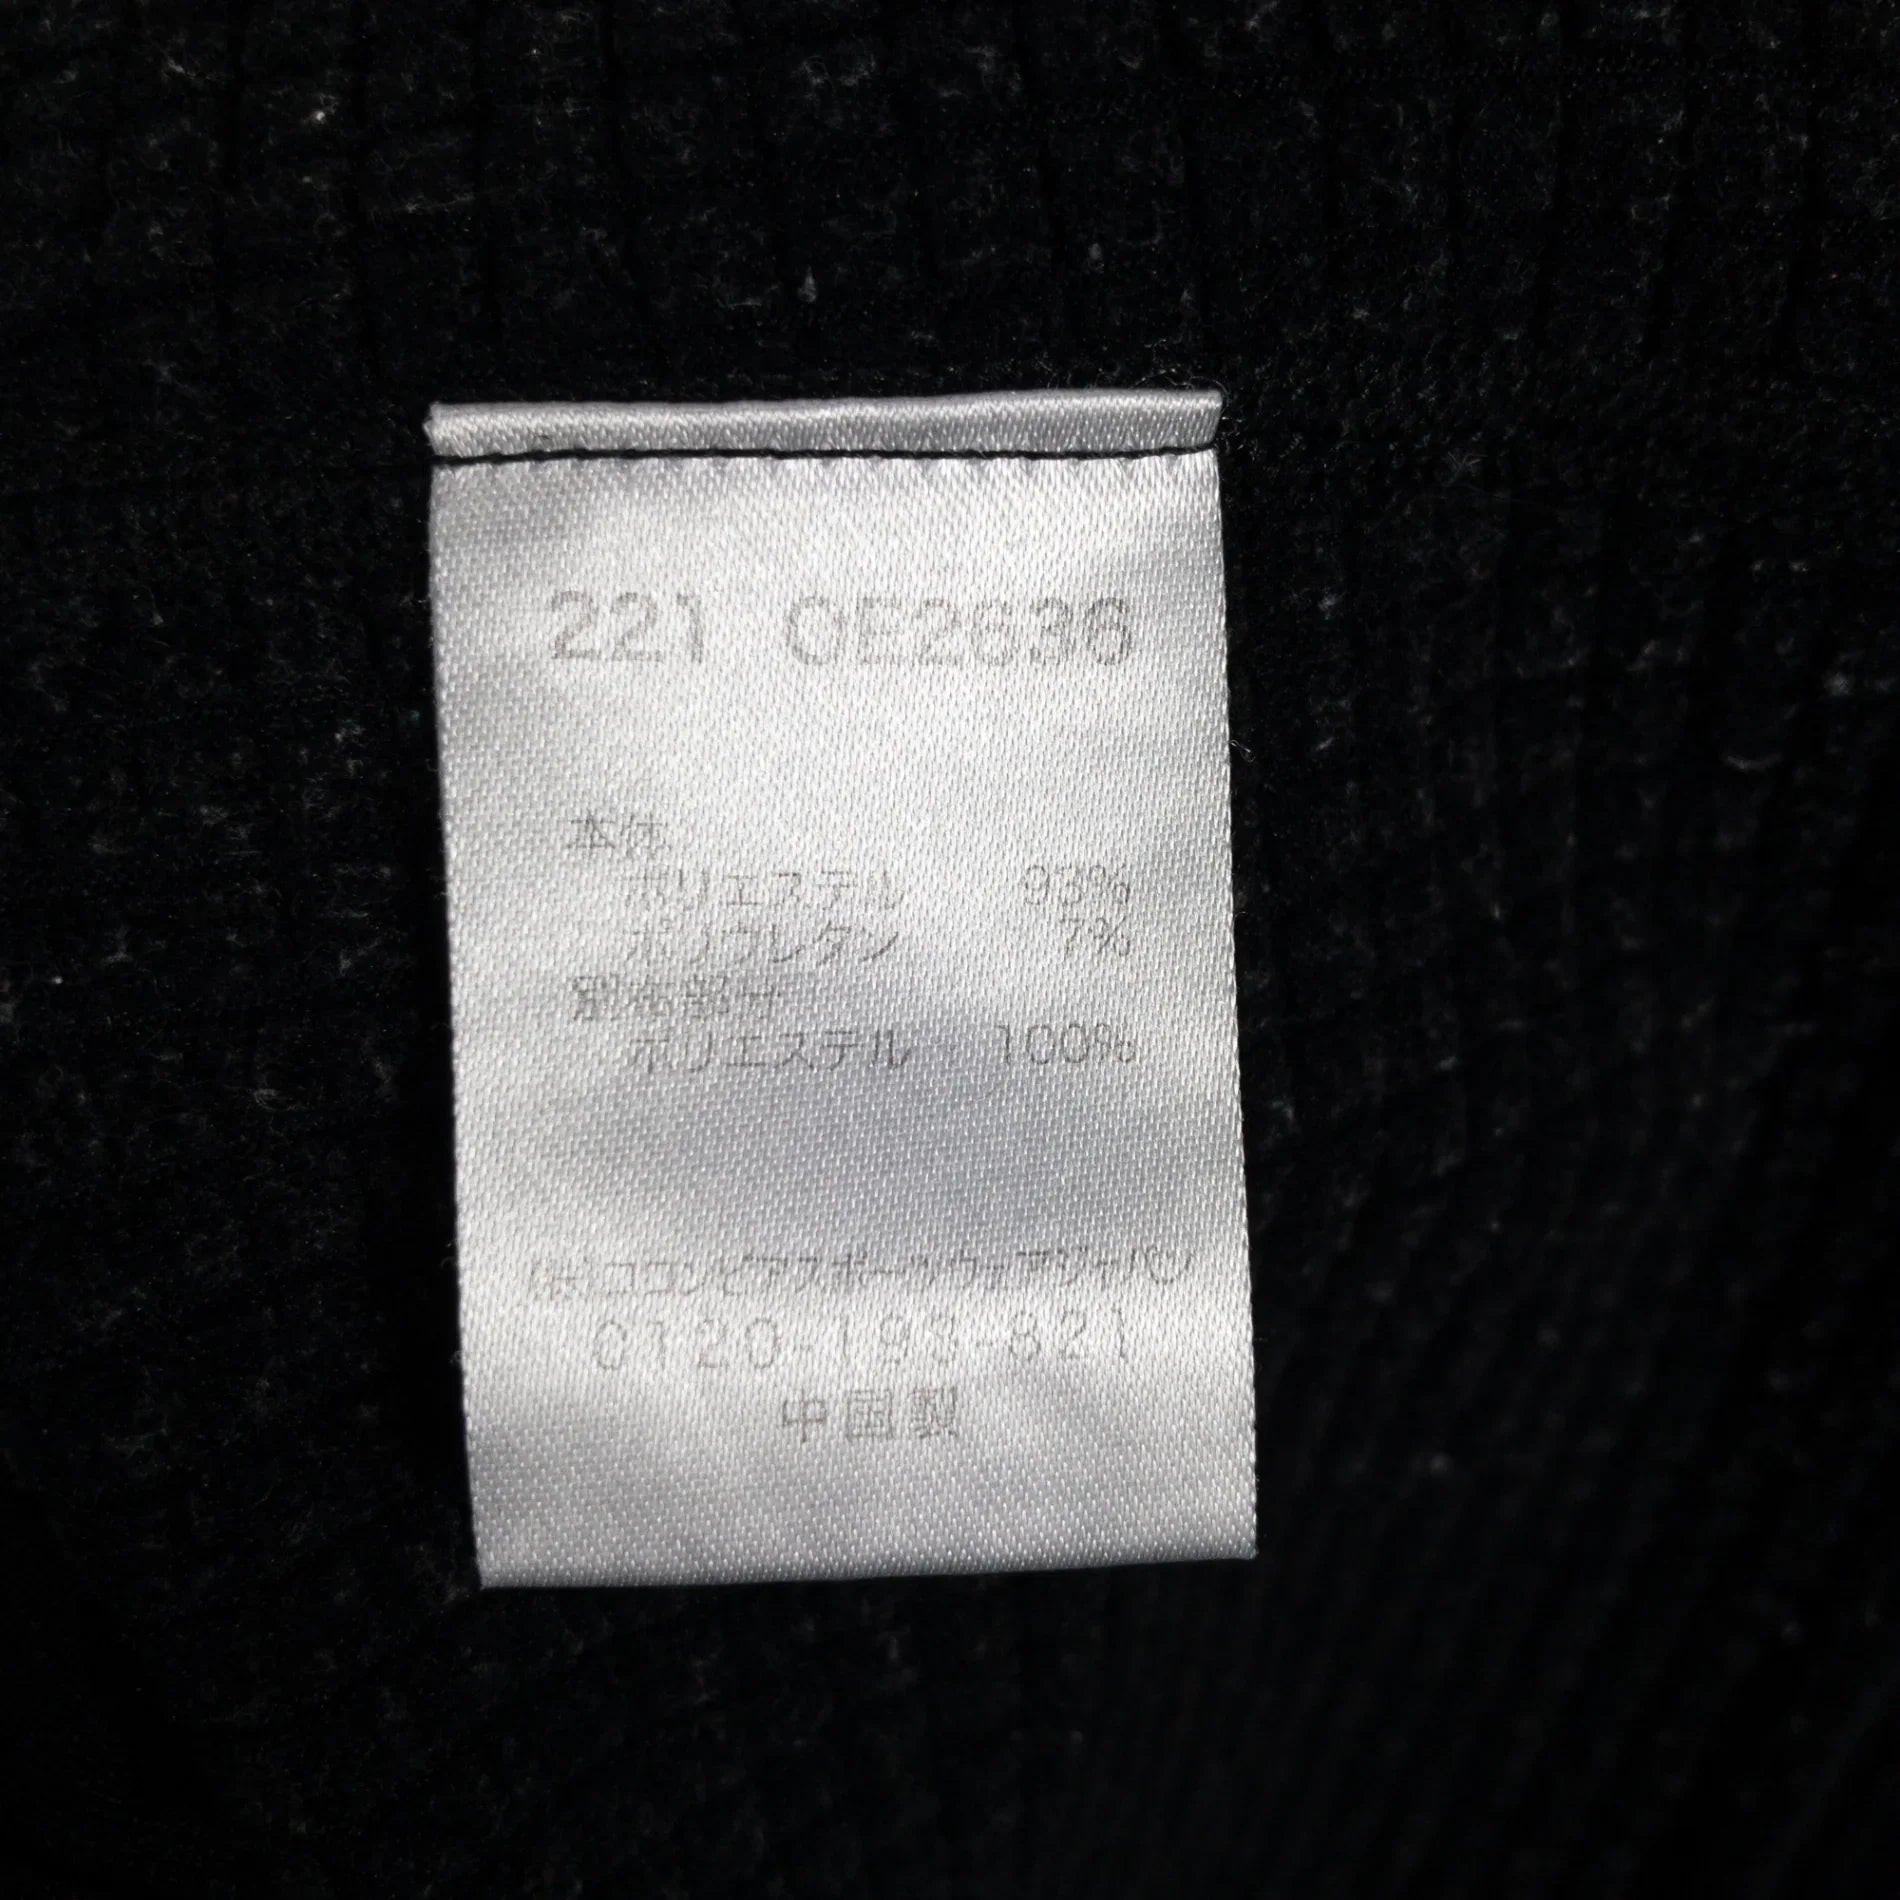 221 OE2636
本体
ポリエステル 93%
ポリウレタン 7%
別布部分
ポリエステル 100%
㈱コロンビアスポーツウェアジャパン
0120-193-821
中国製